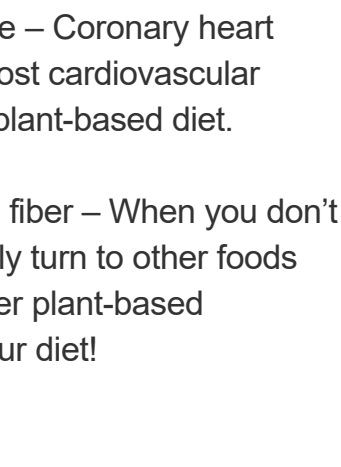 e – Coronary heart
ost cardiovascular
plant-based diet.
fiber – When you don’t
ly turn to other foods
er plant-based
ur diet!